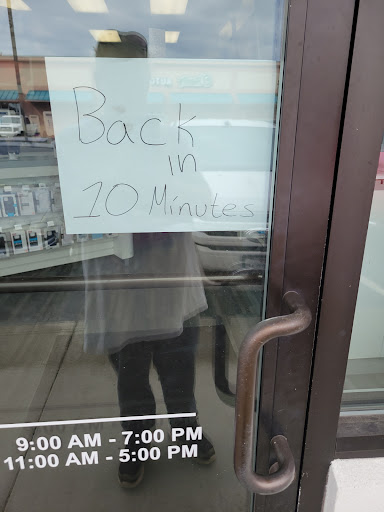 Back
in
10 Minutes
9:00 AM - 7:00 PM
11:00 AM - 5:00 PM